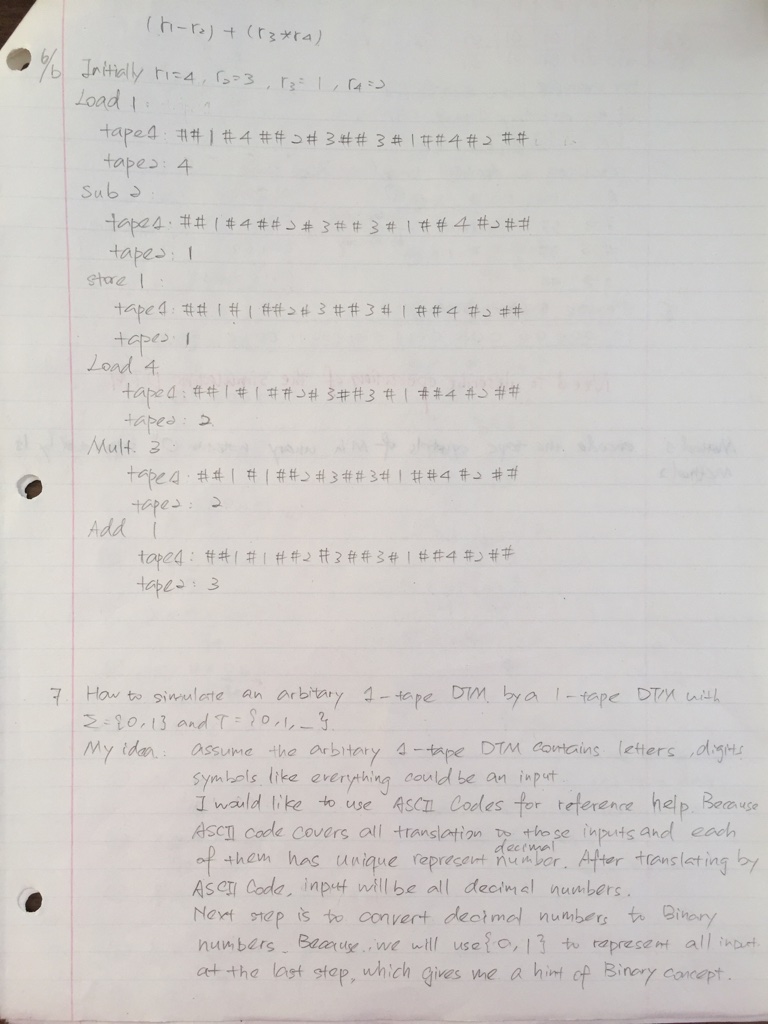 (r1-r2) + (r3*r4)
6/6 Initially r1=4, r2=3, r3=1, r4=2
Load 1
tape1: ##1#4##2#3##3#1##4#2##
tape2: 4
Sub 2
tape1: ##1#4##2#3##3#1##4#2##
tape2: 1
store 1
tape1: ##1#1##2#3##3#1##4#2##
tape2: 1
Load 4
tape1: ##1#1##2#3##3#1##4#2##
tape2: 2
Mult. 3
tape1: ##1#1##2#3##3#1##4#2##
tape2: 2
Add 1
tape1: ##1#1##2#3##3#1##4#2##
tape2: 3
7. How to simulate an arbitary 1-tape DTM by a 1-tape DTM with
Σ={0,1} and T={0,1,_}.
My idea: assume the arbitary 1-tape DTM contains letters, digits
symbols like everything could be an input.
I would like to use ASCII Codes for reference help. Because
ASCII code covers all translation to those inputs and each
of them has unique represent decimal number. After translating by
ASCII Code, input will be all decimal numbers.
Next step is to convert decimal numbers to Binary
numbers. Because we will use {0,1} to represent all input
at the last step, which gives me a hint of Binary concept.